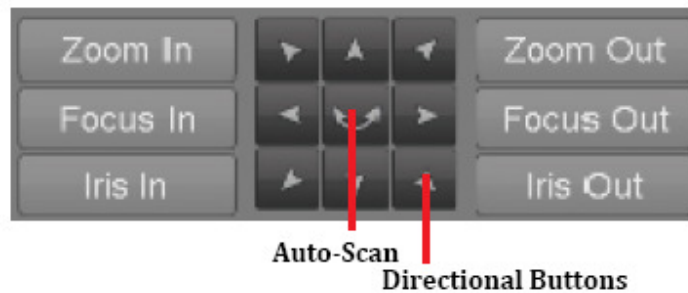 Zoom In Zoom Out
Focus In Focus Out
Iris In Iris Out
Auto-Scan
Directional Buttons